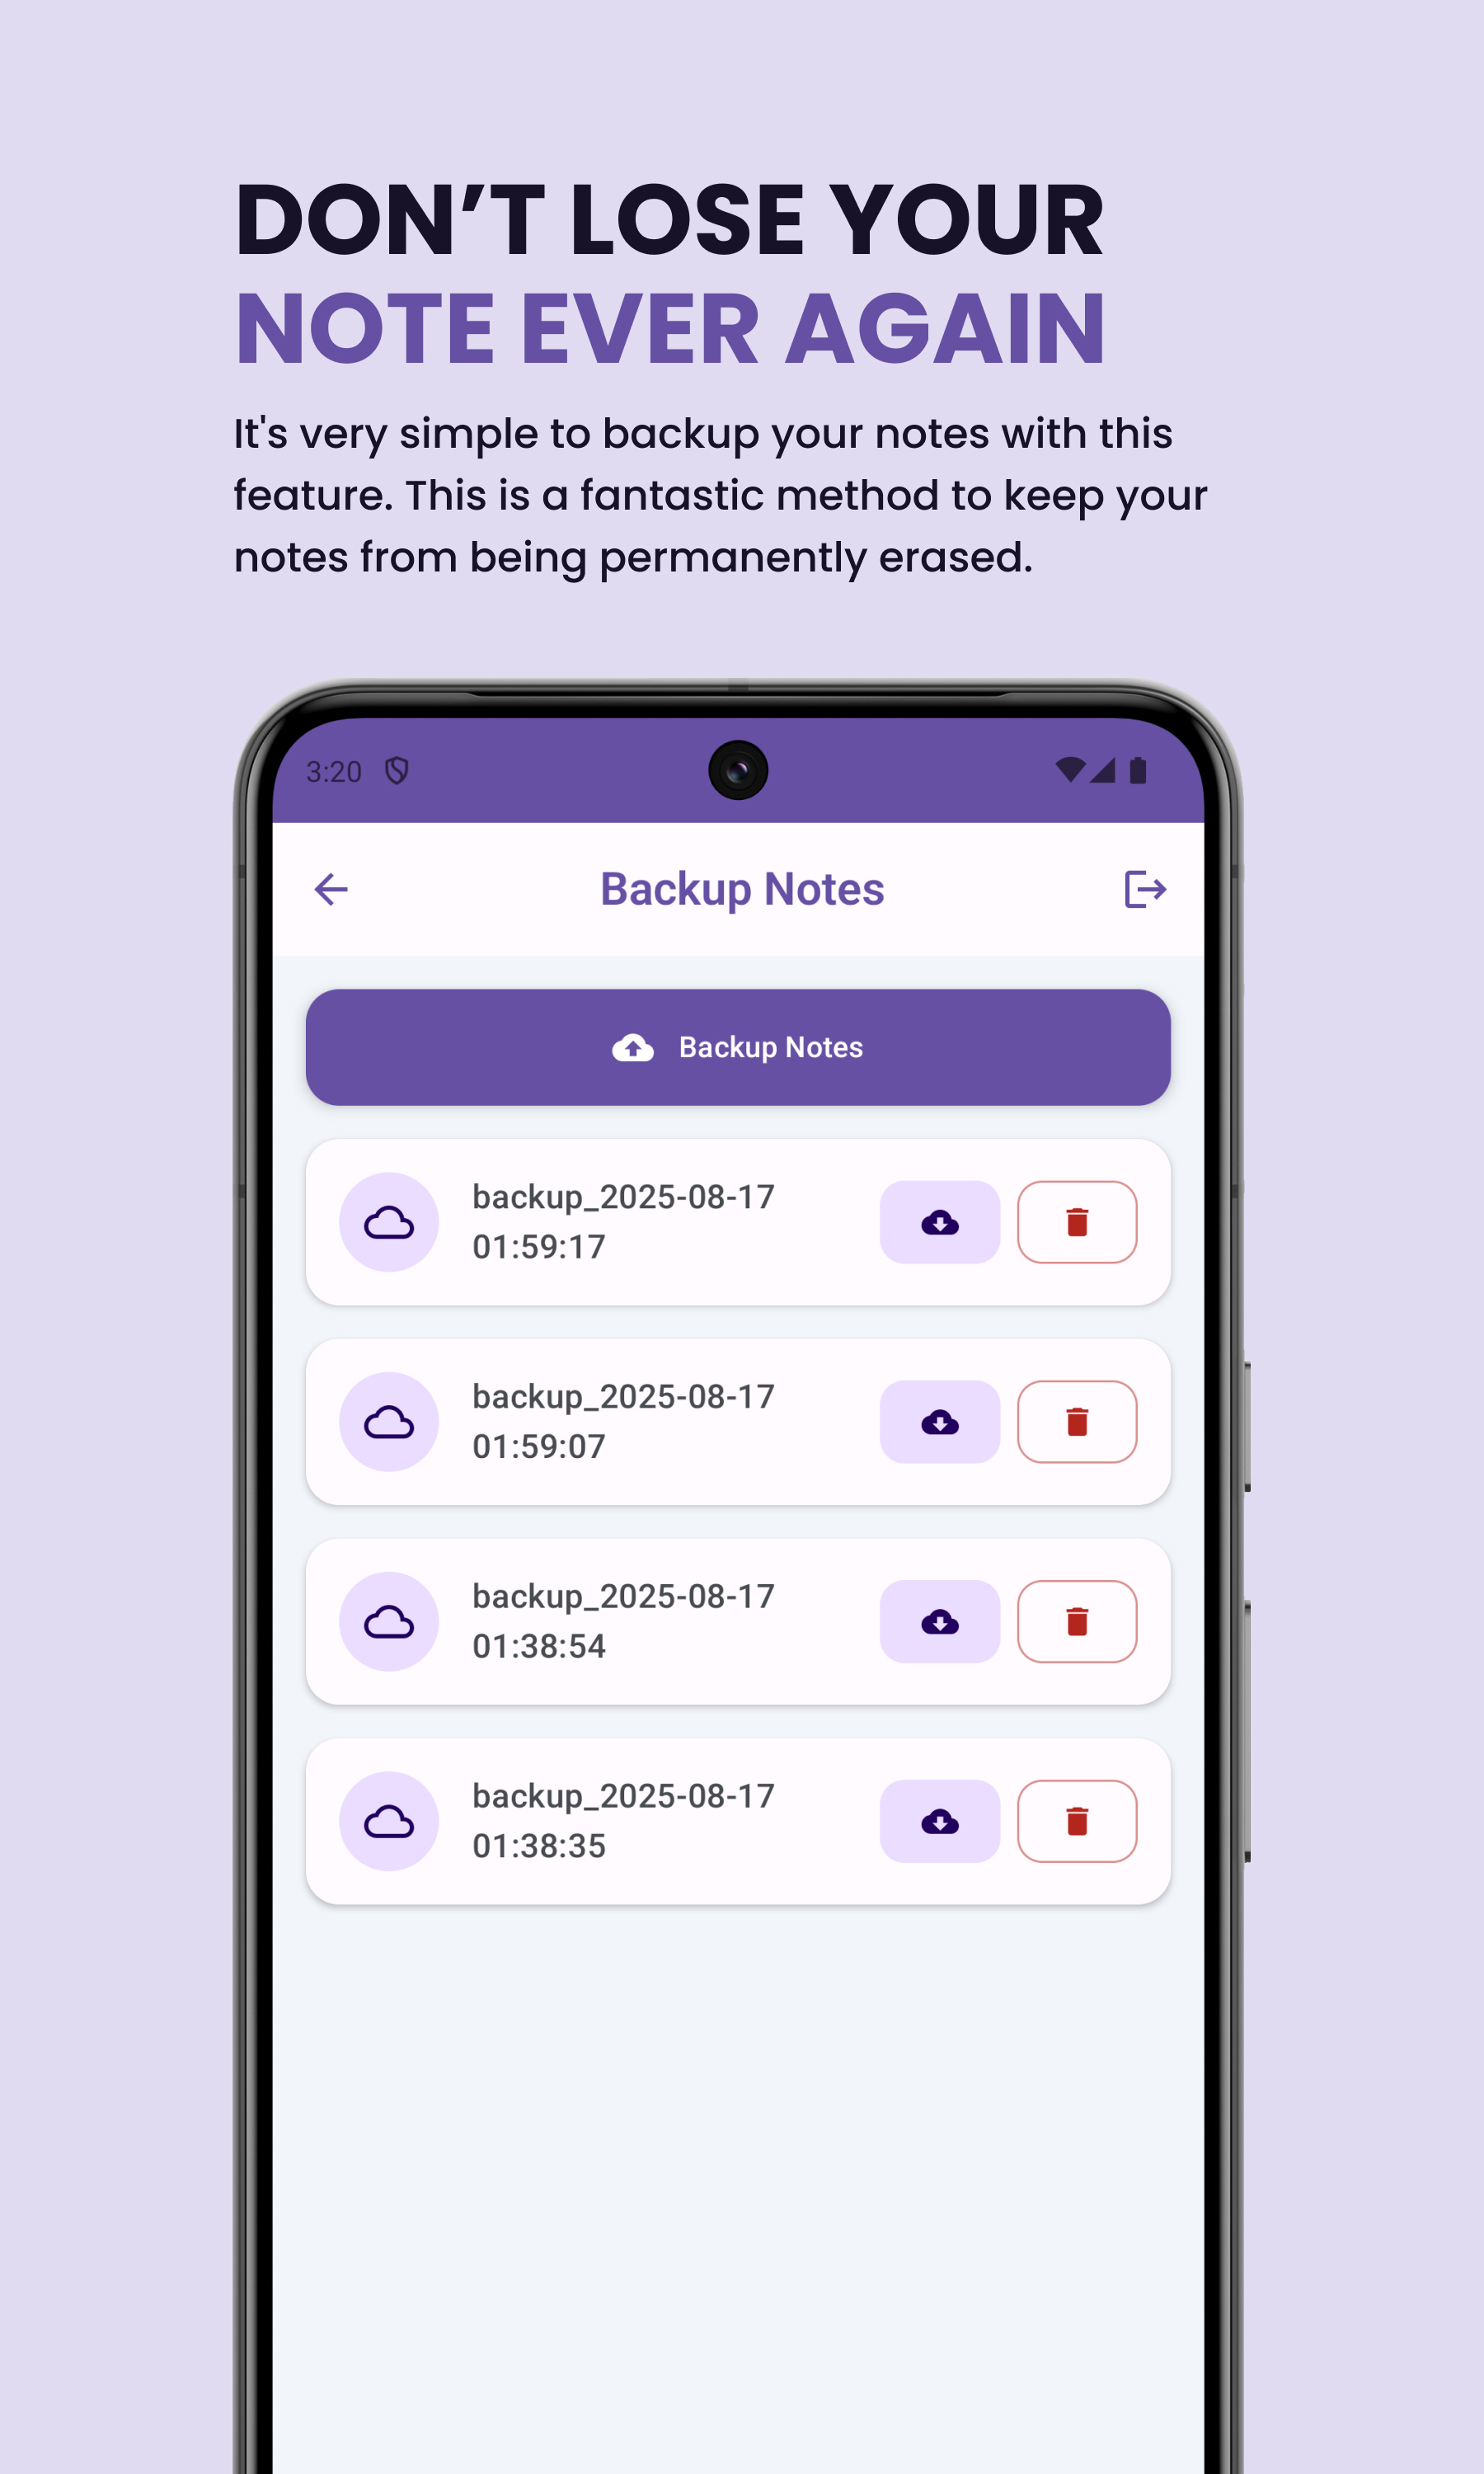 DON’T LOSE YOUR
NOTE EVER AGAIN
It's very simple to backup your notes with this
feature. This is a fantastic method to keep your
notes from being permanently erased.
3:20
Backup Notes
Backup Notes
backup_2025-08-17
01:59:17
backup_2025-08-17
01:59:07
backup_2025-08-17
01:38:54
backup_2025-08-17
01:38:35